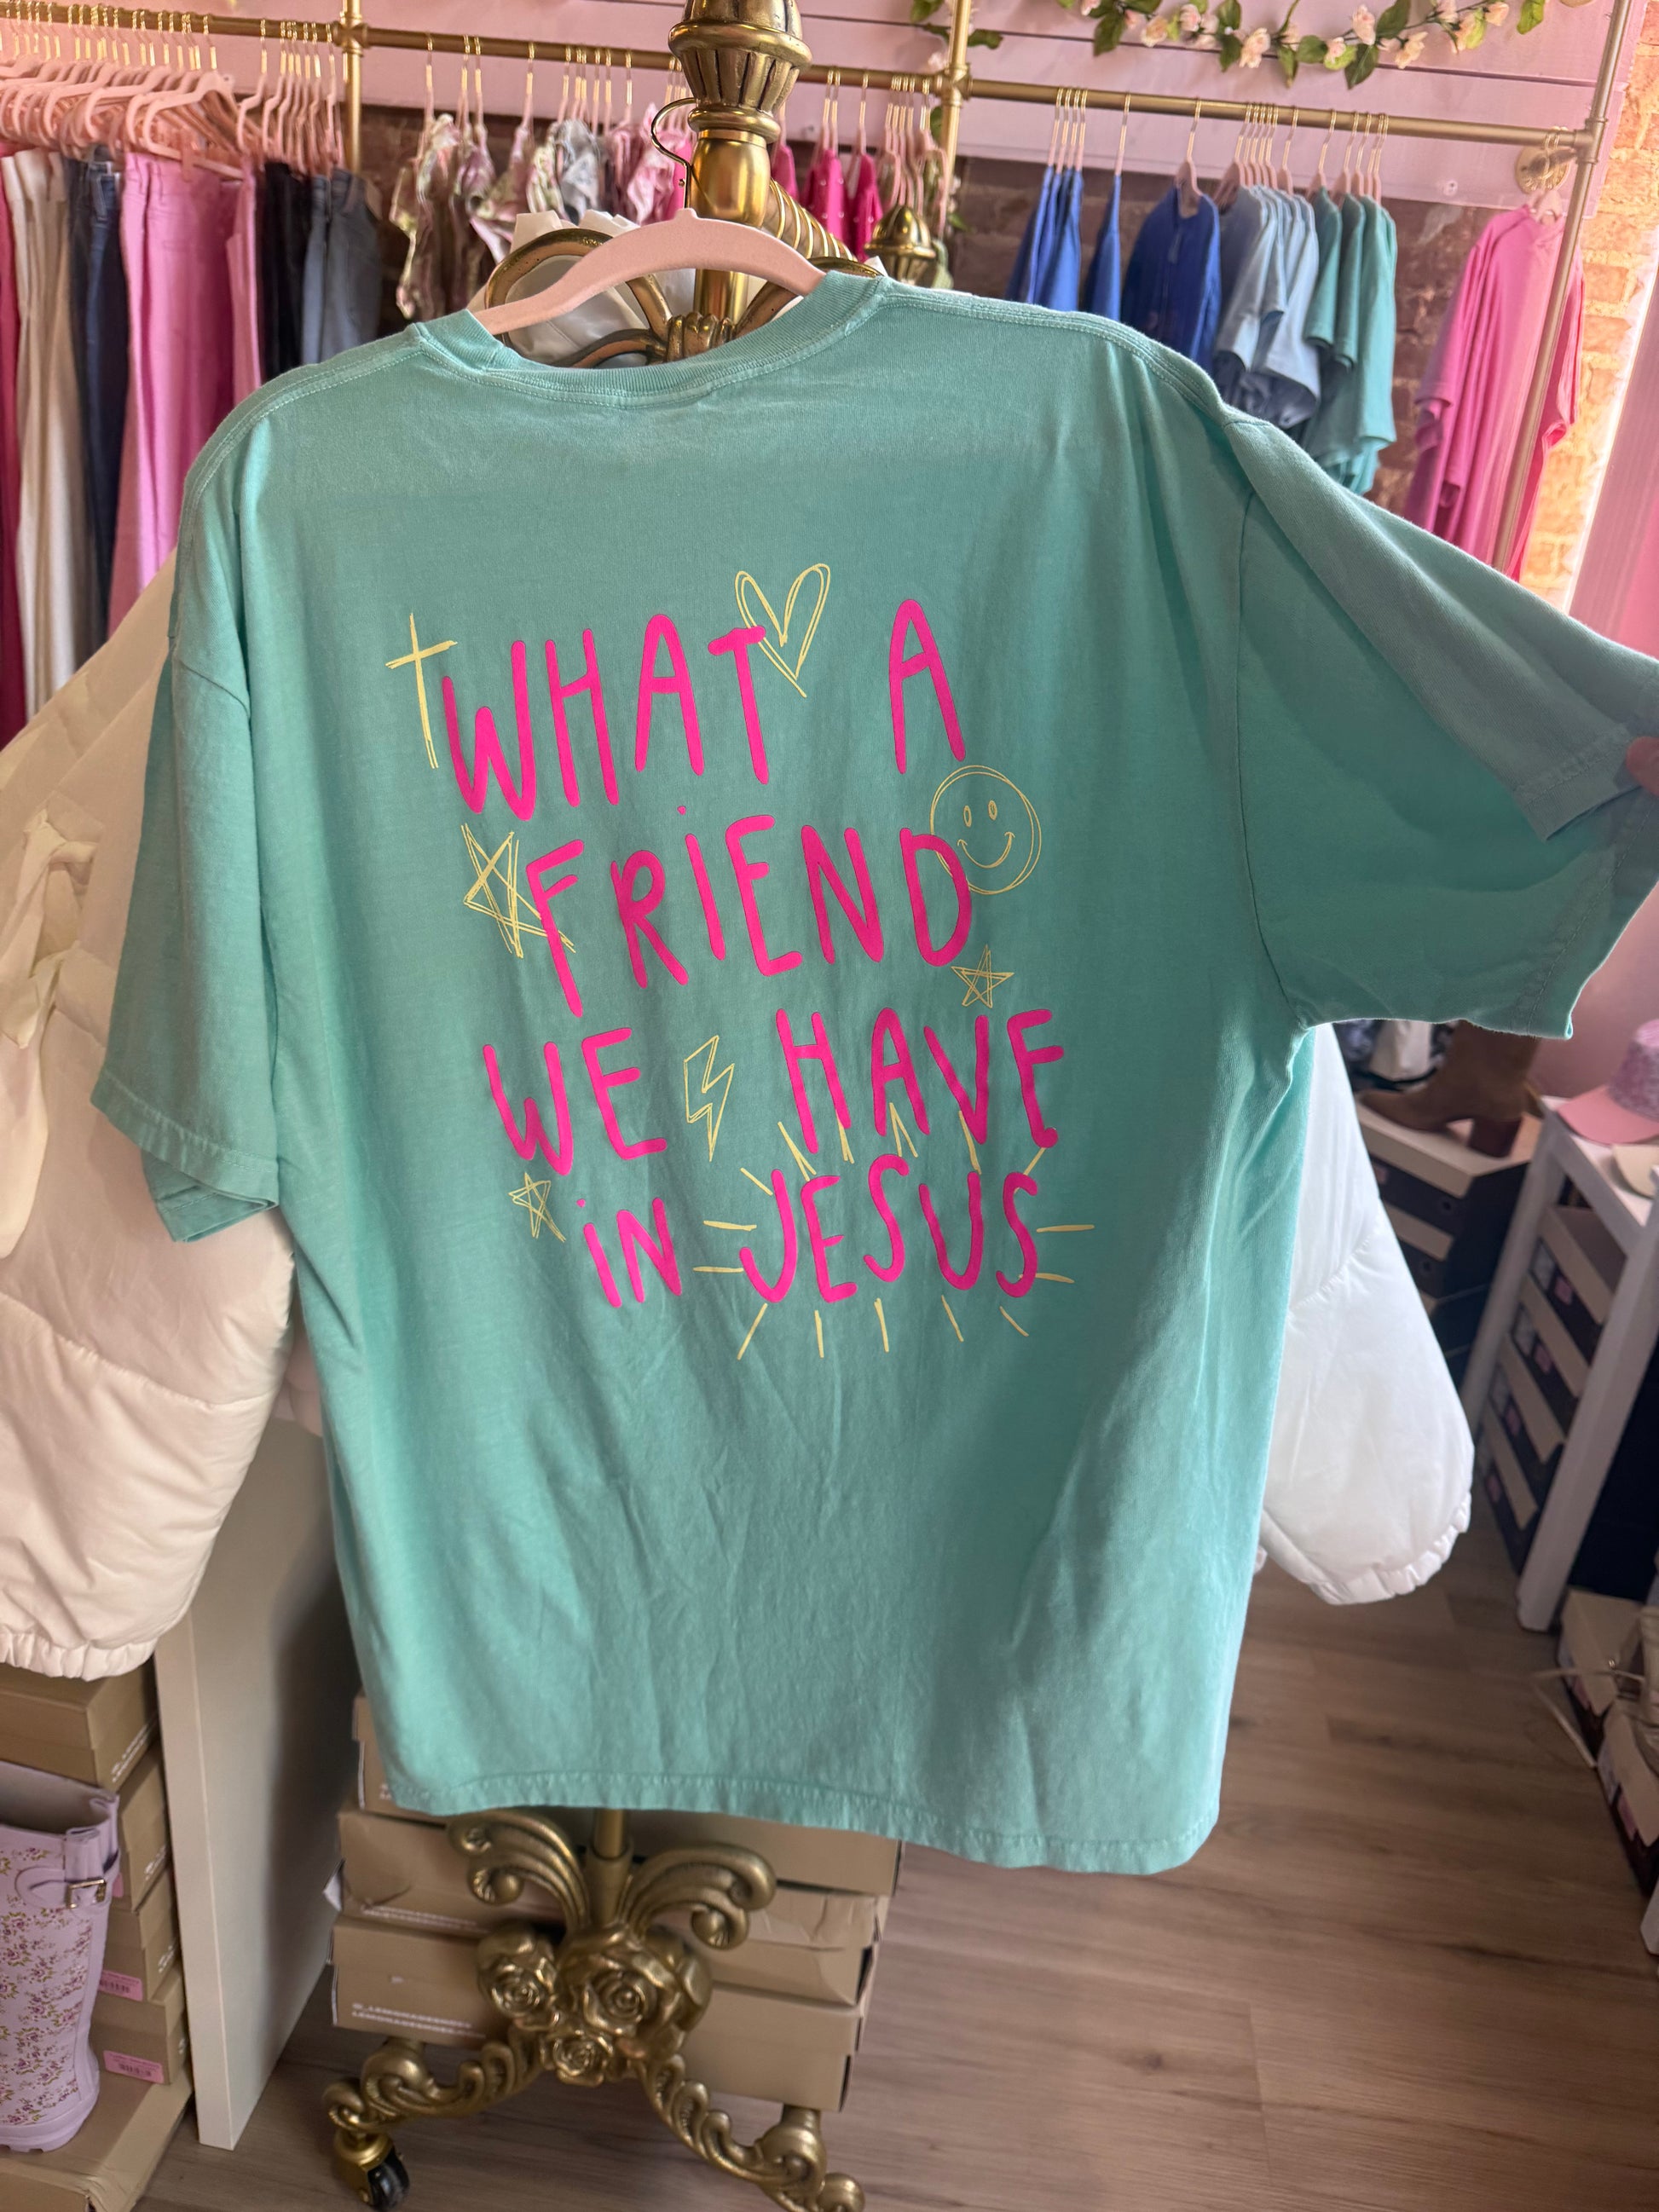 WHAT A
FRiEND
WE HAVE
iN JESUS